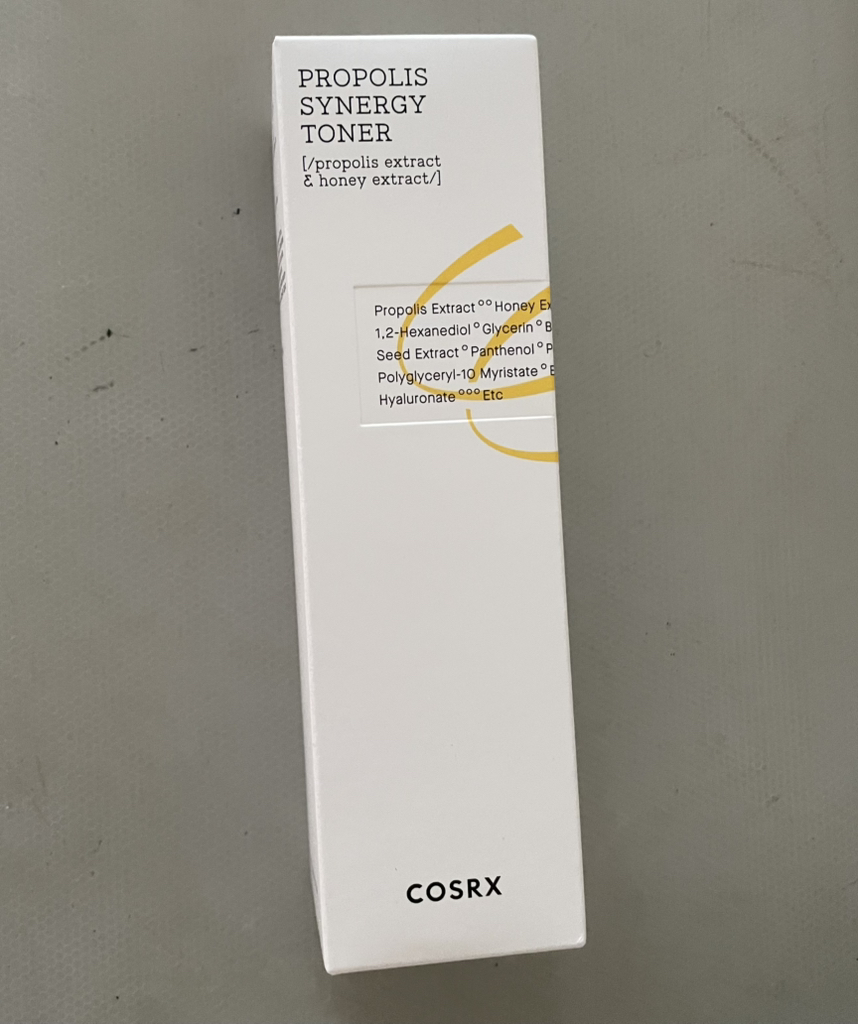 PROPOLIS
SYNERGY
TONER
[/propolis extract
& honey extract/]
Propolis Extract°° Honey Ex
1,2-Hexanediol° Glycerin° B
Seed Extract° Panthenol° P
Polyglyceryl-10 Myristate° E
Hyaluronate°°° Etc
COSRX